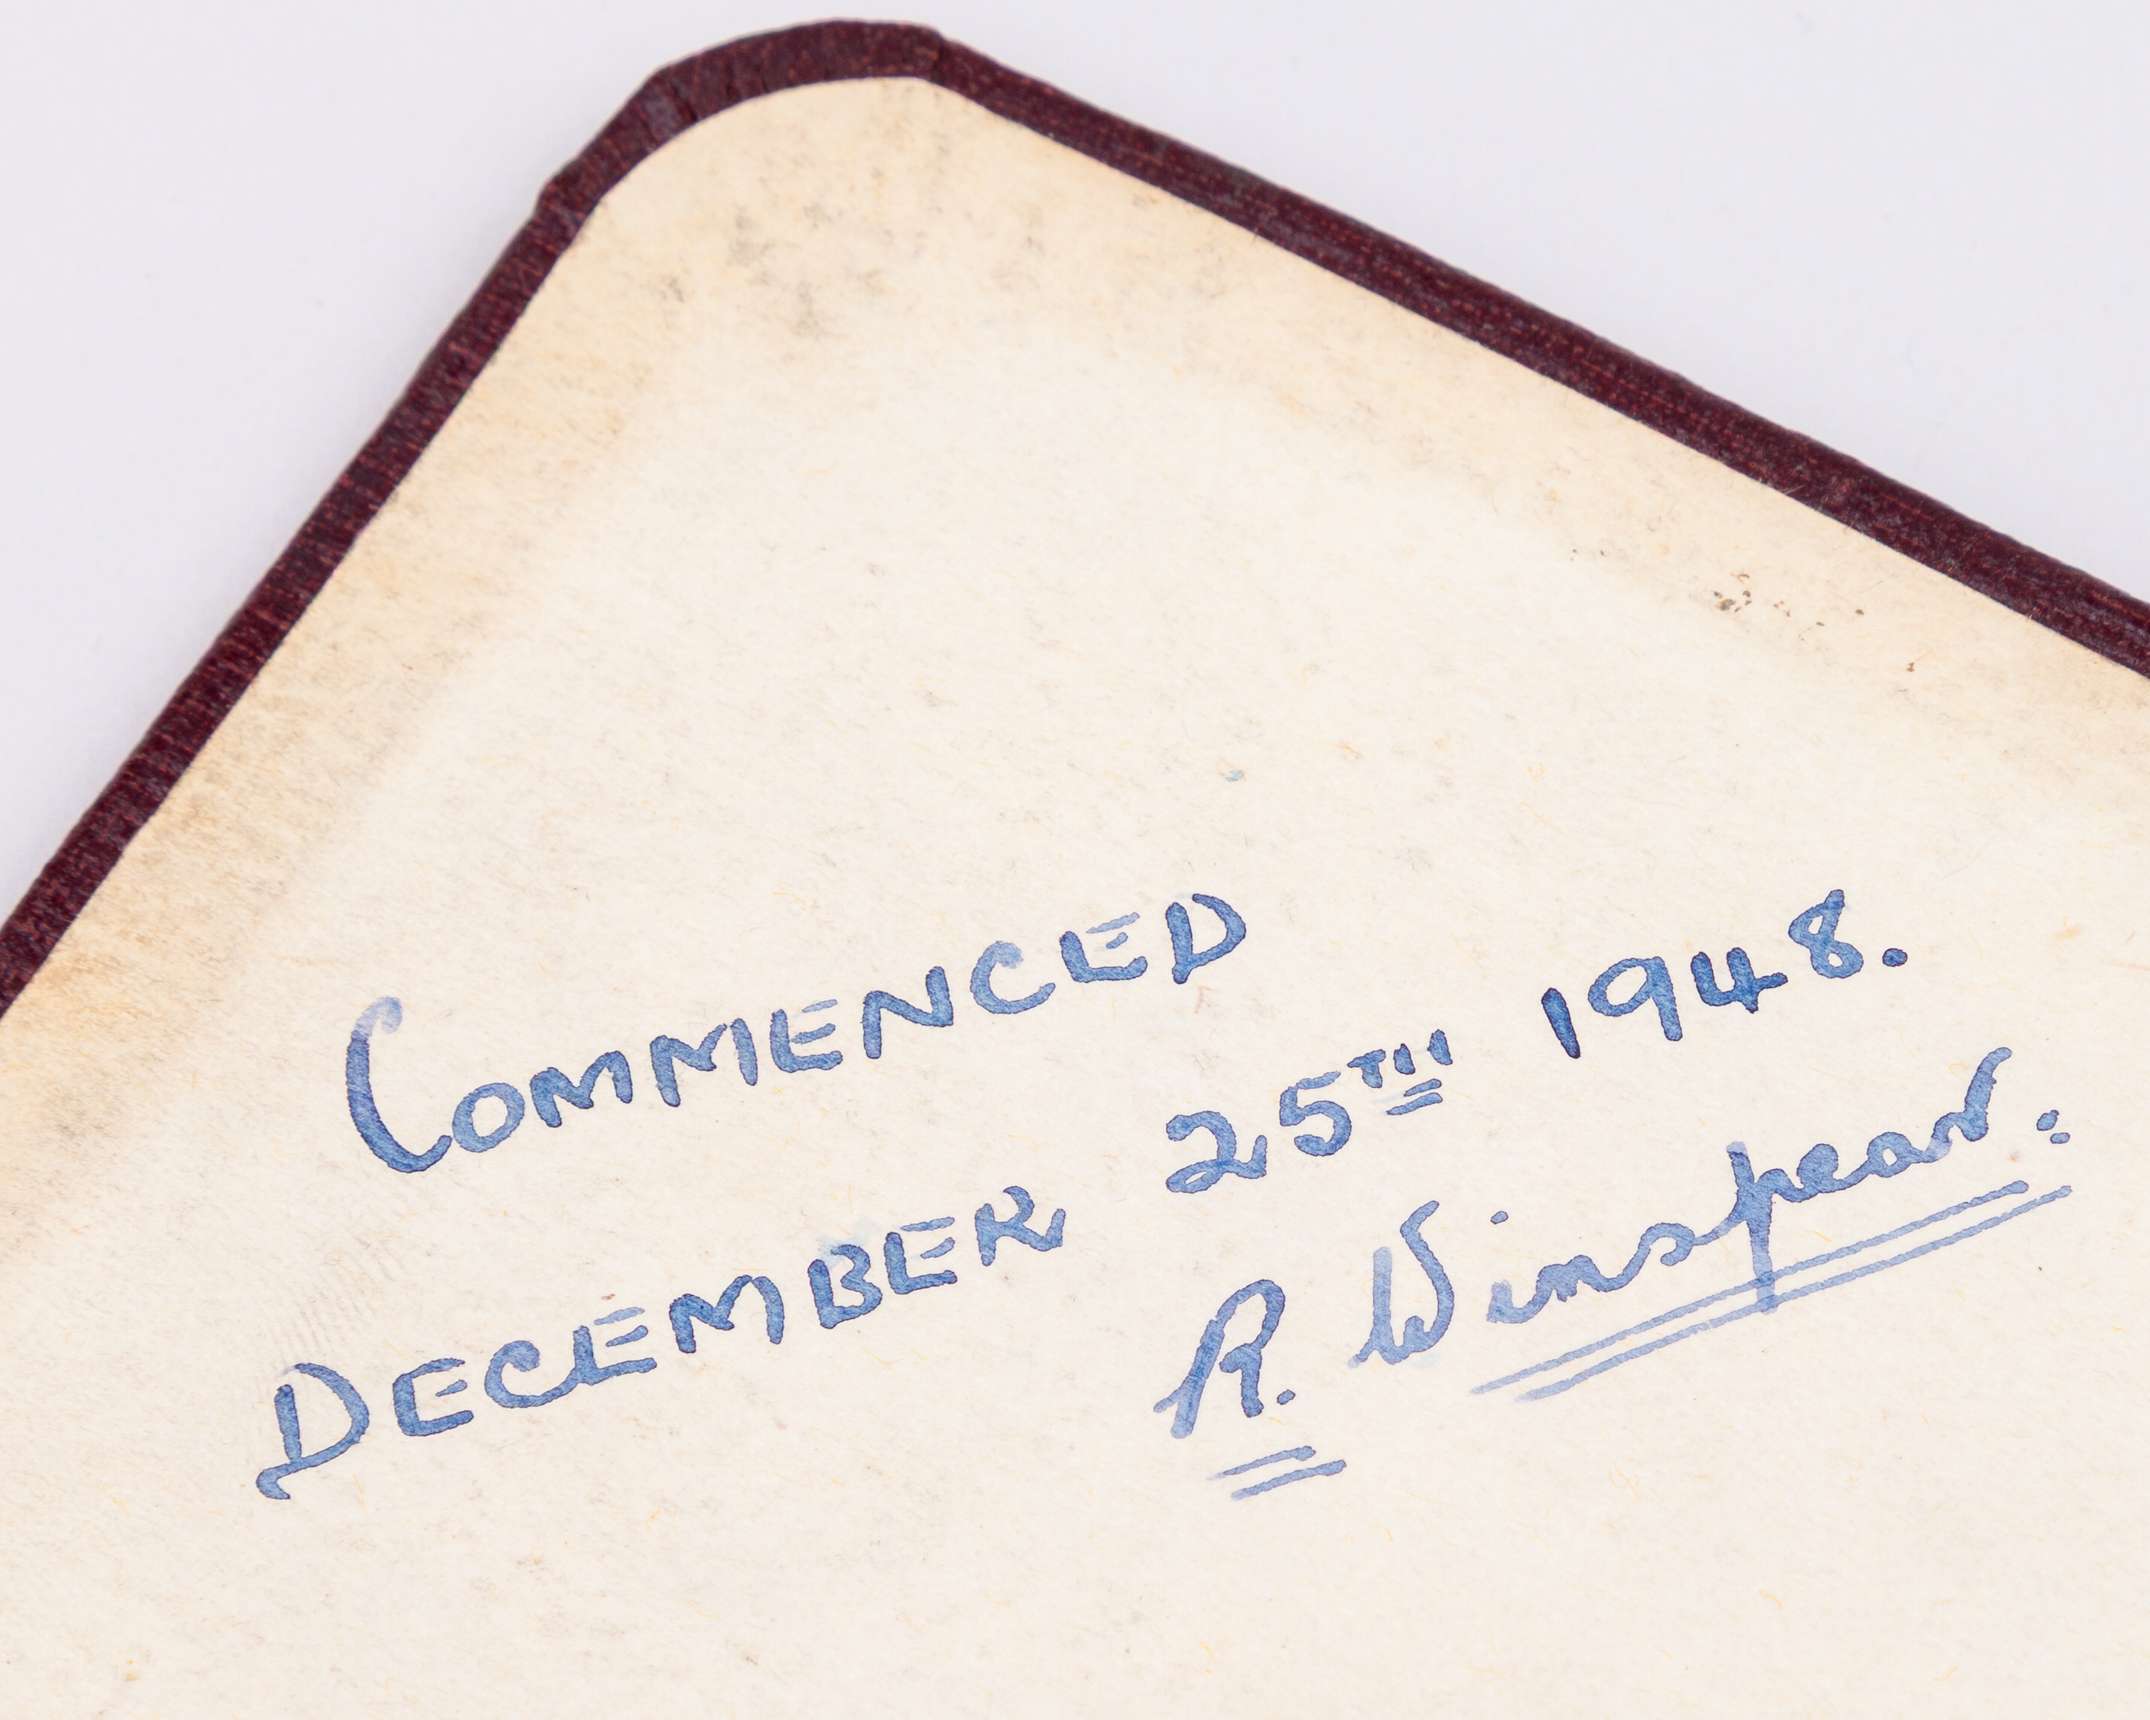 COMMENCED
DECEMBER 25TH 1948.
R. Winspear.